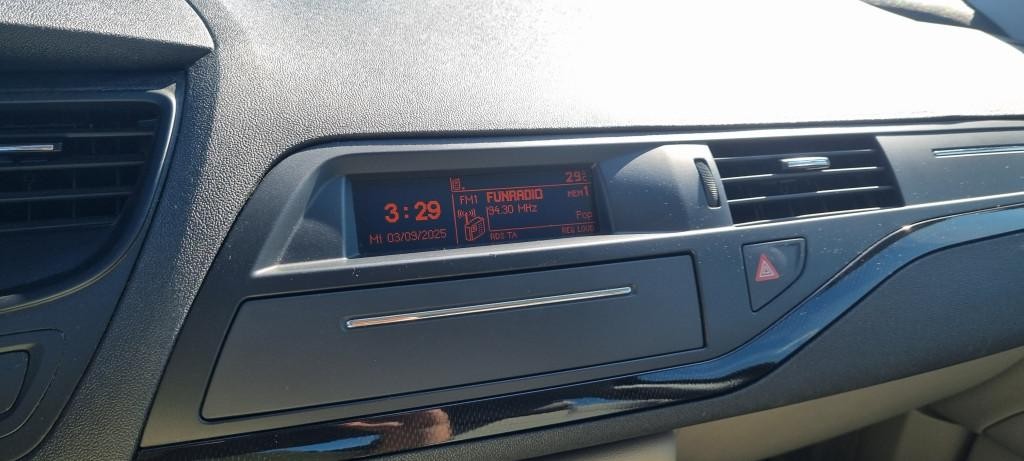 29°C
FM1 FUNRADIO MEM1
94.30 MHz
3:29
Pop
MI 03/09/2025
RDS TA REG LOUD